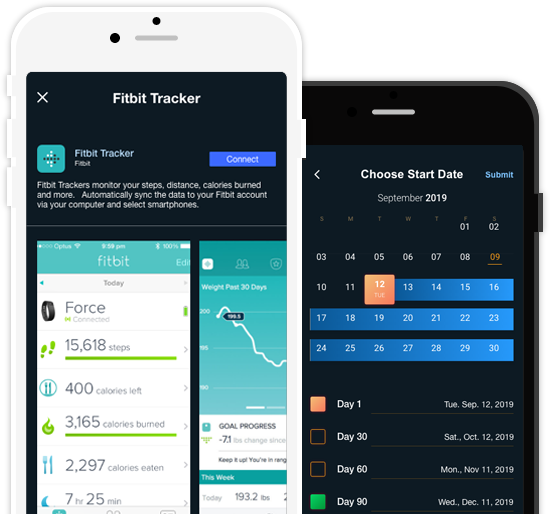 Fitbit Tracker
Fitbit Tracker
Fitbit
Connect
Fitbit Trackers monitor your steps, distance, calories burned
and more. Automatically sync the data to your Fitbit account
via your computer and select smartphones.
Optus
9:59 pm
100%
fitbit
Edi
Today
Force
Connected
15,618 steps
400 calories left
3,165 calories burned
2,297 calories eaten
7 hr 25 min
Weight Past 30 Days
200
199.5
195
GOAL PROGRESS
-7.1 lbs change since
Keep it up! You're in reng
This Week
Today 193.2 lbs 2
Choose Start Date
Submit
September 2019
S M T W T F S
01 02
03 04 05 06 07 08 09
10 11 12 13 14 15 16
TUE
17 18 19 20 21 22 23
24 25 26 27 28 29 30
Day 1 Tue. Sep. 12, 2019
Day 30 Sat., Oct. 12, 2019
Day 60 Mon., Nov 11, 2019
Day 90 Wed., Dec. 11, 2019